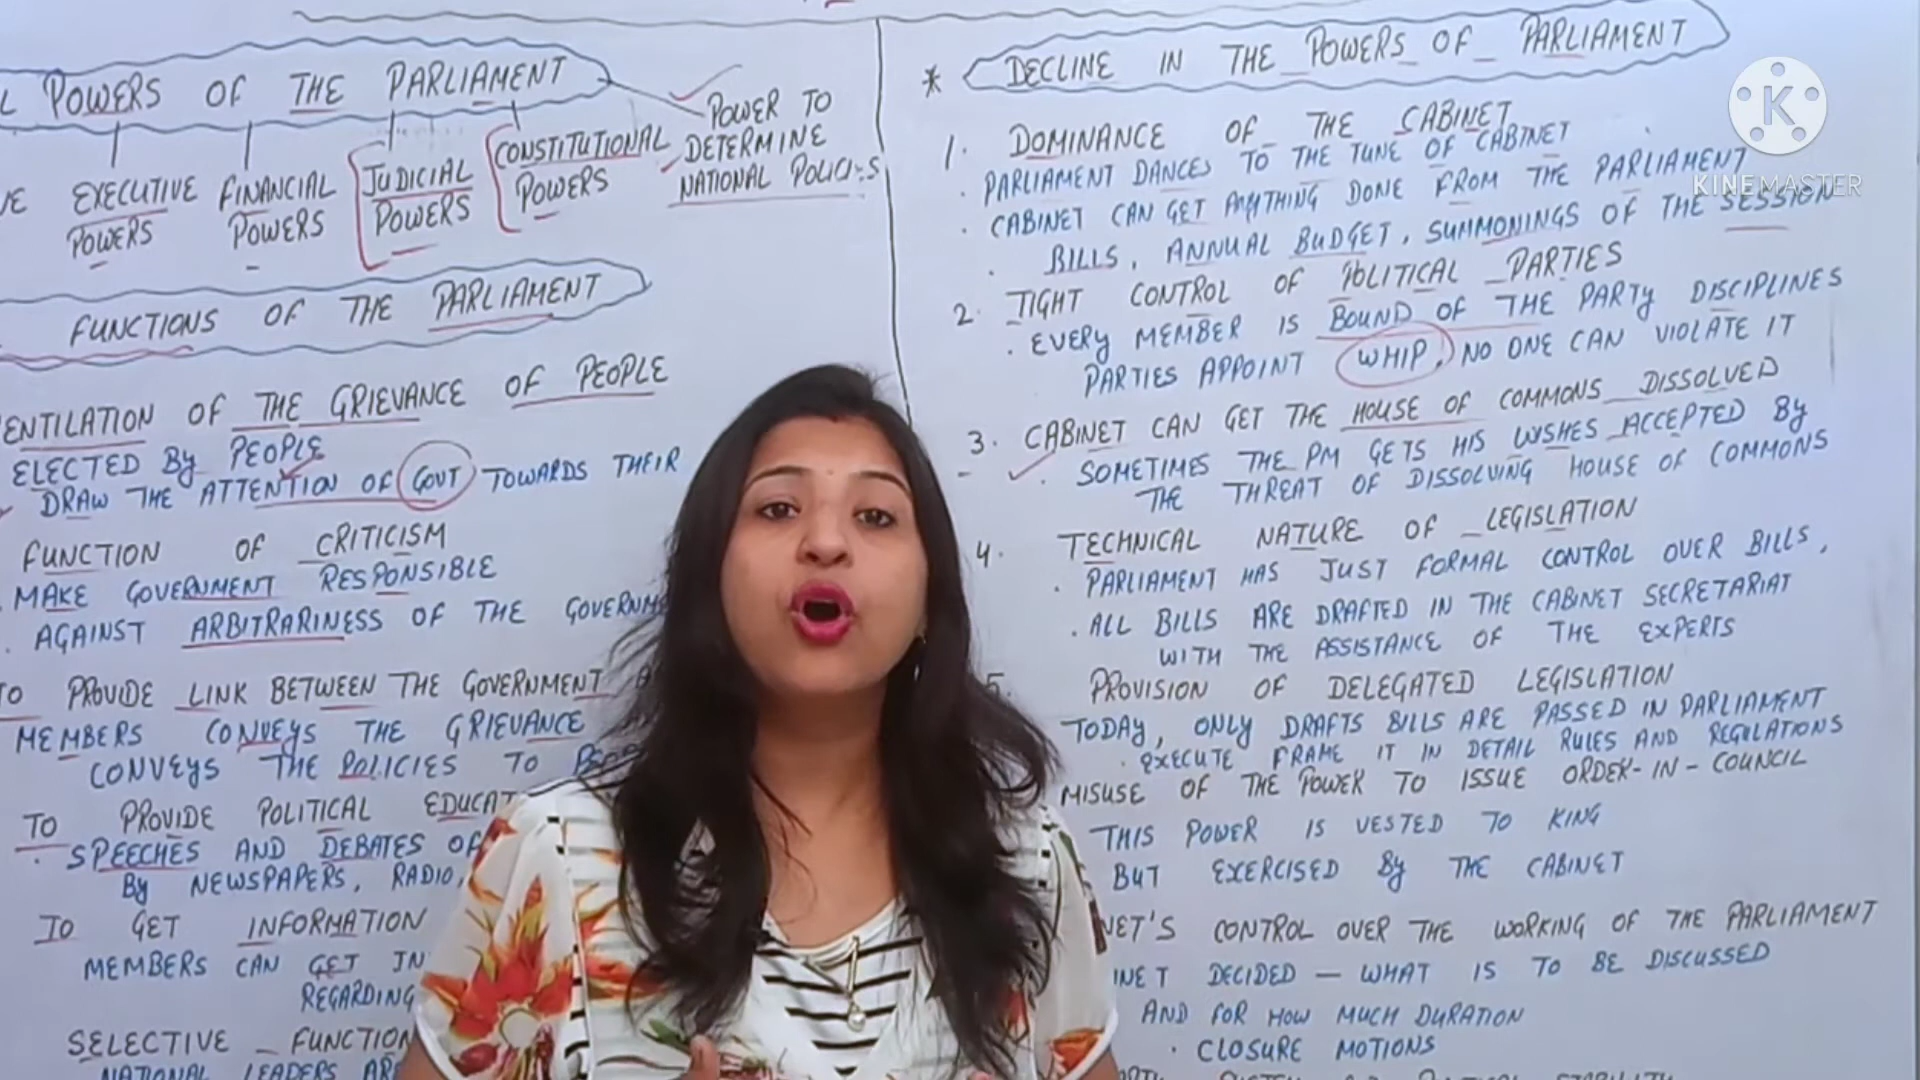 L POWERS OF THE PARLIAMENT
VE EXECUTIVE POWERS
FINANCIAL POWERS
JUDICIAL POWERS
CONSTITUTIONAL POWERS
POWER TO
DETERMINE
NATIONAL POLICIES
FUNCTIONS OF THE PARLIAMENT
ENTILATION OF THE GRIEVANCE OF PEOPLE
ELECTED By PEOPLE
DRAW THE ATTENTION OF GOVT TOWARDS THEIR
FUNCTION OF CRITICISM
MAKE GOVERNMENT RESPONSIBLE
AGAINST ARBITRARINESS OF THE GOVERNME
TO PROVIDE LINK BETWEEN THE GOVERNMENT A
MEMBERS CONVEYS THE GRIEVANCE
CONVEYS THE POLICIES TO
TO PROVIDE POLITICAL EDUCAT
SPEECHES AND DEBATES OF
By NEWSPAPERS, RADIO,
TO GET INFORMATION
MEMBERS CAN GET IN
REGARDING
SELECTIVE FUNCTION
NATIONAL LEADERS ARE
* DECLINE IN THE POWERS OF PARLIAMENT
1. DOMINANCE OF THE CABINET
. PARLIAMENT DANCES TO THE TUNE OF CABINET
. CABINET CAN GET ANYTHING DONE FROM THE PARLIAMENT
. BILLS, ANNUAL BUDGET, SUMMONINGS OF THE SESSION
2. TIGHT CONTROL OF POLITICAL PARTIES
. EVERY MEMBER IS BOUND OF THE PARTY DISCIPLINES
PARTIES APPOINT WHIP, NO ONE CAN VIOLATE IT
3. CABINET CAN GET THE HOUSE OF COMMONS DISSOLVED
. SOMETIMES THE PM GETS HIS WISHES ACCEPTED By
THE THREAT OF DISSOLVING HOUSE OF COMMONS
4. TECHNICAL NATURE OF LEGISLATION
. PARLIAMENT HAS JUST FORMAL CONTROL OVER BILLS,
. ALL BILLS ARE DRAFTED IN THE CABINET SECRETARIAT
WITH THE ASSISTANCE OF THE EXPERTS
5. PROVISION OF DELEGATED LEGISLATION
TODAY, ONLY DRAFTS BILLS ARE PASSED IN PARLIAMENT
. EXECUTE FRAME IT IN DETAIL RULES AND REGULATIONS
MISUSE OF THE POWER TO ISSUE ORDER-IN-COUNCIL
THIS POWER IS VESTED TO KING
BUT EXERCISED By THE CABINET
NET'S CONTROL OVER THE WORKING OF THE PARLIAMENT
INET DECIDED - WHAT IS TO BE DISCUSSED
AND FOR HOW MUCH DURATION
. CLOSURE MOTIONS
K
KINEMASTER